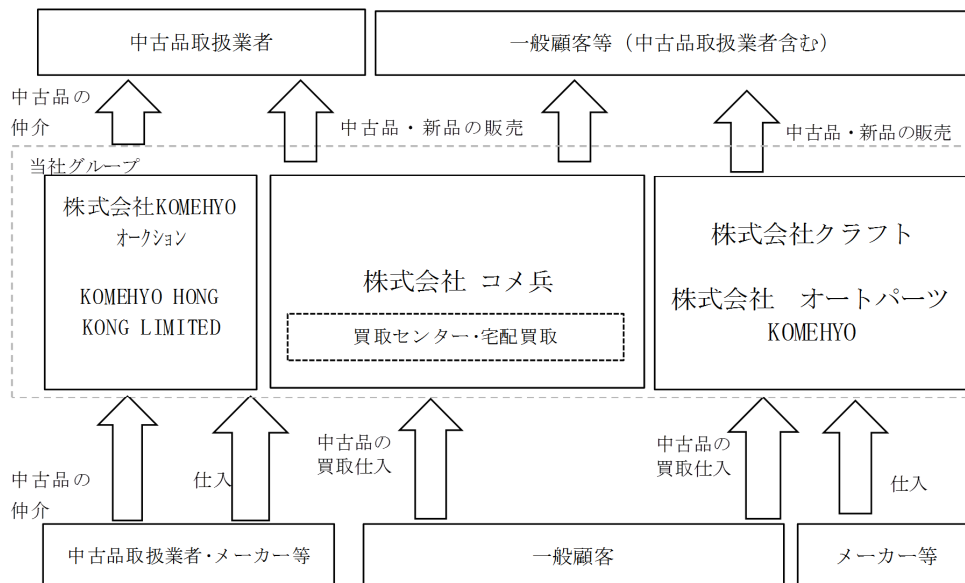 中古品取扱業者
一般顧客等(中古品取扱業者含む)
中古品の
仲介
中古品・新品の販売
中古品・新品の販売
当社グループ
株式会社KOMEHYO
オークション
KOMEHYO HONG
KONG LIMITED
株式会社 コメ兵
買取センター・宅配買取
株式会社クラフト
株式会社 オートパーツ
KOMEHYO
中古品の
仲介
仕入
中古品の
買取仕入
中古品の
買取仕入
仕入
中古品取扱業者・メーカー等
一般顧客
メーカー等